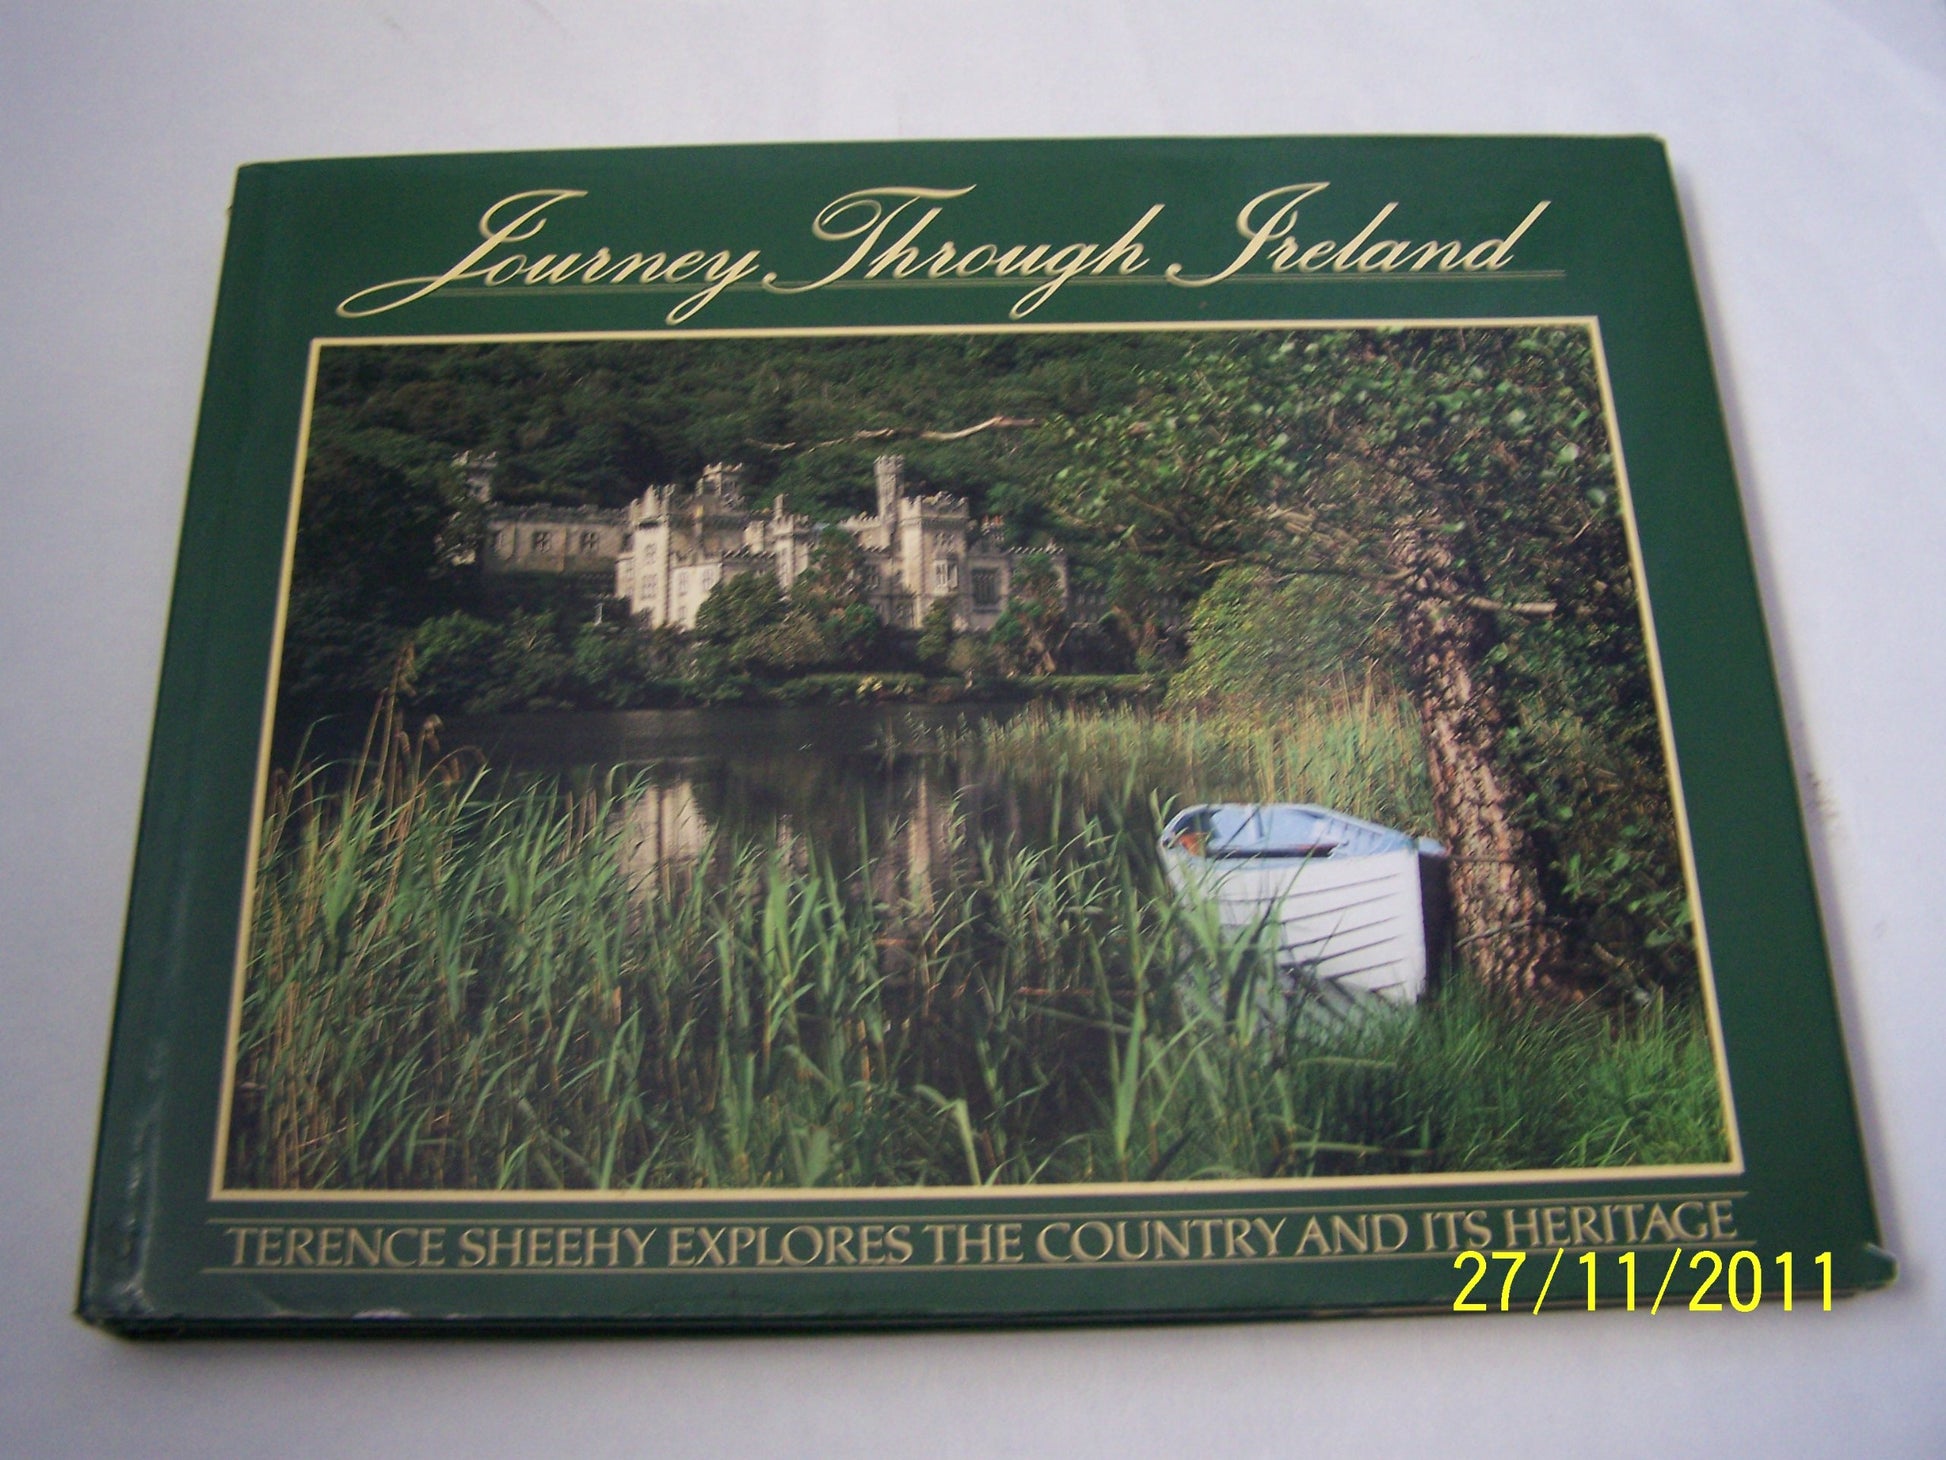 Journey Through Ireland
TERENCE SHEEHY EXPLORES THE COUNTRY AND ITS HERITAGE
27/11/2011